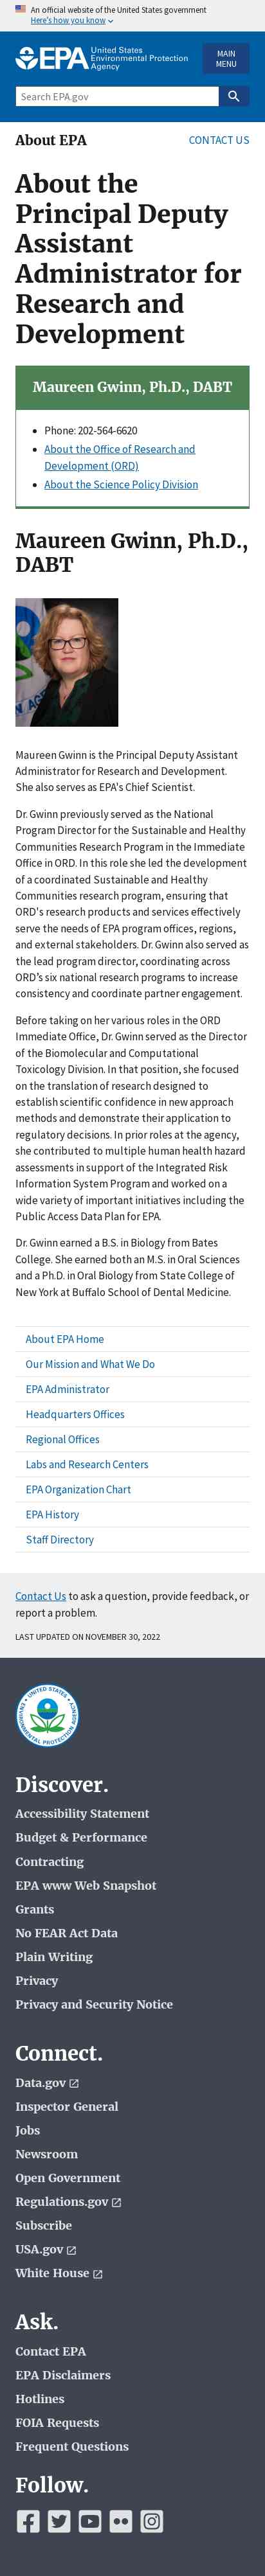 An official website of the United States government
Here's how you know
EPA United States
Environmental Protection
Agency
MAIN
MENU
Search EPA.gov
About EPA
CONTACT US
About the
Principal Deputy
Assistant
Administrator for
Research and
Development
Maureen Gwinn, Ph.D., DABT
Phone: 202-564-6620
About the Office of Research and
Development (ORD)
About the Science Policy Division
Maureen Gwinn, Ph.D.,
DABT
Maureen Gwinn is the Principal Deputy Assistant
Administrator for Research and Development.
She also serves as EPA's Chief Scientist.
Dr. Gwinn previously served as the National
Program Director for the Sustainable and Healthy
Communities Research Program in the Immediate
Office in ORD. In this role she led the development
of a coordinated Sustainable and Healthy
Communities research program, ensuring that
ORD's research products and activities effectively
serve the needs of EPA program offices, regions,
and external stakeholders. Dr. Gwinn also served as
the lead program director, coordinating across
ORD's six national research programs to increase
consistency and coordinate partner engagement.
Before taking on her various roles in the ORD
Immediate Office, Dr. Gwinn served as the Director
of the Biomolecular and Computational
Toxicology Division. In that position, she focused
on the translation of research designed to
establish scientific confidence in new approach
methods and demonstrate their application to
regulatory decisions. In prior roles at the agency,
she contributed to multiple human health hazard
assessments in support of the Integrated Risk
Information System Program and worked on a
wide variety of important initiatives including the
Public Access Data Plan for EPA.
Dr. Gwinn earned a B.S. in Biology from Bates
College. She earned both an M.S. in Oral Sciences
and a Ph.D. in Oral Biology from State College of
New York at Buffalo School of Dental Medicine.
About EPA Home
Our Mission and What We Do
EPA Administrator
Headquarters Offices
Regional Offices
Labs and Research Centers
EPA Organization Chart
EPA History
Staff Directory
Contact Us to ask a question, provide feedback, or
report a problem.
LAST UPDATED ON NOVEMBER 30, 2022
UNITED STATES
ENVIRONMENTAL PROTECTION AGENCY
Discover.
Accessibility Statement
Budget & Performance
Contracting
EPA www Web Snapshot
Grants
No FEAR Act Data
Plain Writing
Privacy
Privacy and Security Notice
Connect.
Data.gov
Inspector General
Jobs
Newsroom
Open Government
Regulations.gov
Subscribe
USA.gov
White House
Ask.
Contact EPA
EPA Disclaimers
Hotlines
FOIA Requests
Frequent Questions
Follow.